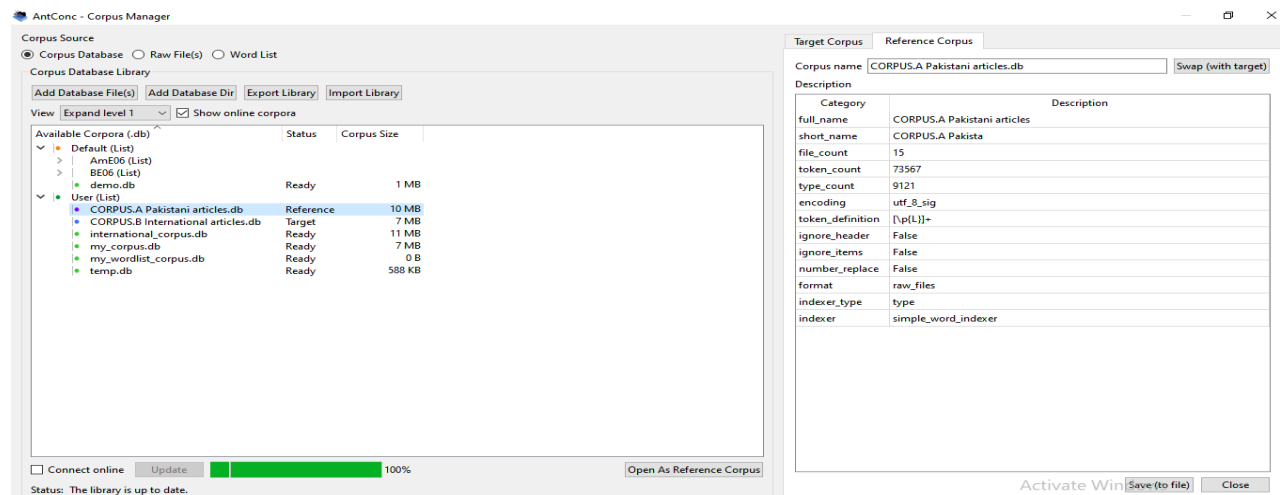 AntConc - Corpus Manager
Corpus Source
Corpus Database Raw File(s) Word List
Corpus Database Library
Add Database File(s) Add Database Dir Export Library Import Library
View Expand level 1 Show online corpora
Available Corpora (.db) Status Corpus Size
Default (List)
AmE06 (List)
BE06 (List)
demo.db Ready 1 MB
User (List)
CORPUS.A Pakistani articles.db Reference 10 MB
CORPUS.B International articles.db Target 7 MB
international_corpus.db Ready 11 MB
my_corpus.db Ready 7 MB
my_wordlist_corpus.db Ready 0 B
temp.db Ready 588 KB
Connect online Update 100% Open As Reference Corpus
Status: The library is up to date.
Target Corpus Reference Corpus
Corpus name CORPUS.A Pakistani articles.db Swap (with target)
Description
Category Description
full_name CORPUS.A Pakistani articles
short_name CORPUS.A Pakista
file_count 15
token_count 73567
type_count 9121
encoding utf_8_sig
token_definition [\p{L}]+
ignore_header False
ignore_items False
number_replace False
format raw_files
indexer_type type
indexer simple_word_indexer
Activate Win
Save (to file) Close